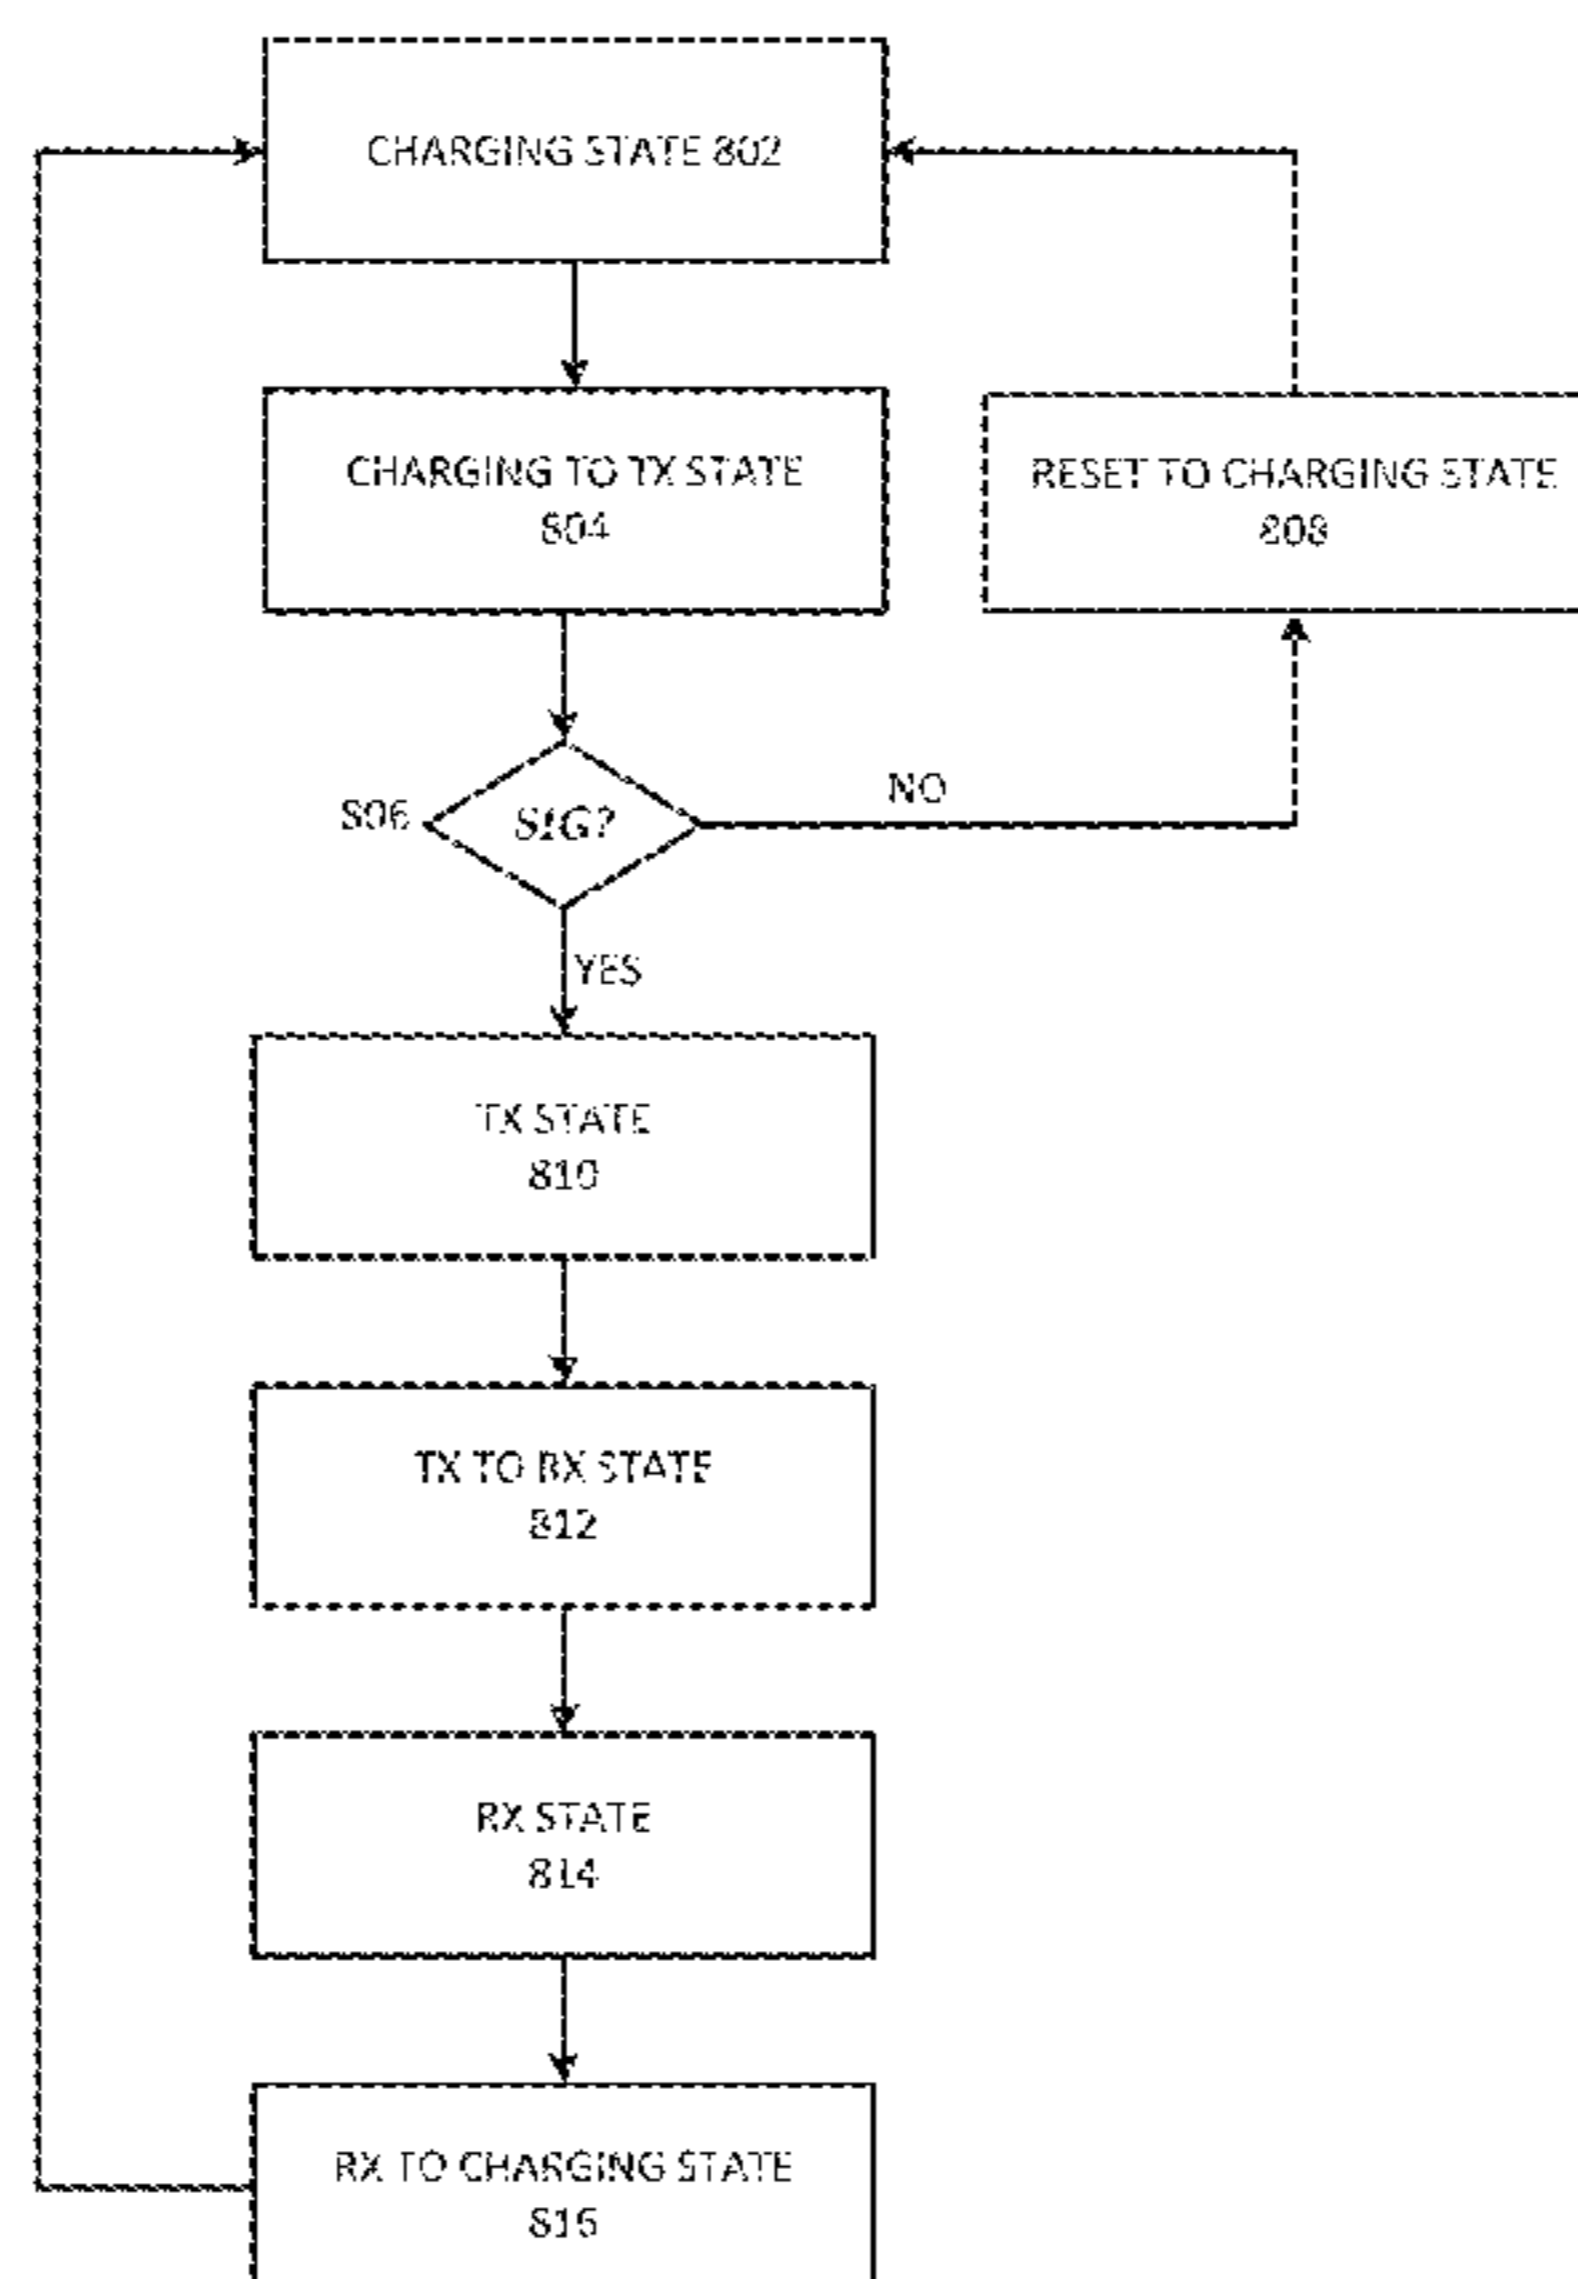 CHARGING STATE 802
CHARGING TO TX STATE
804
RESET TO CHARGING STATE
808
806
SIG?
NO
YES
TX STATE
810
TX TO RX STATE
812
RX STATE
814
RX TO CHARGING STATE
816